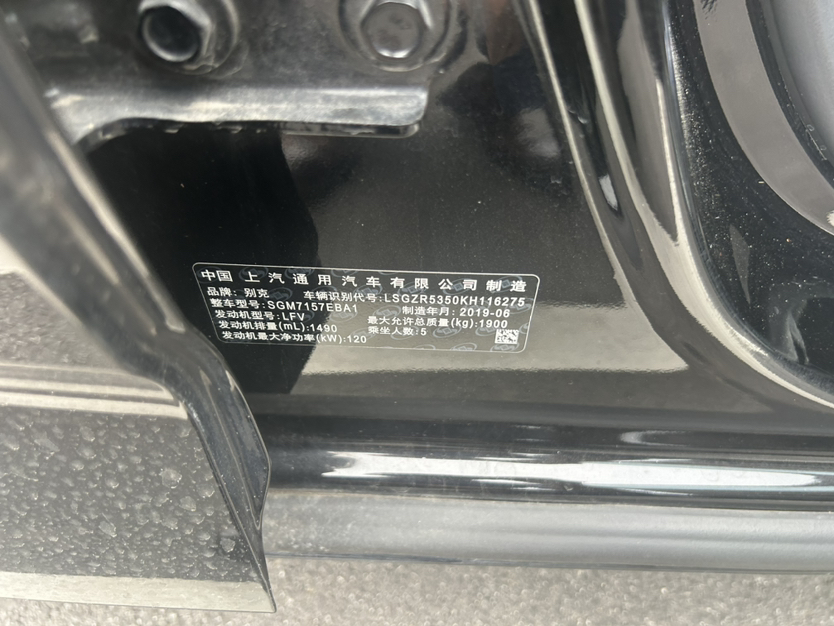 中国 上汽通用汽车有限公司制造
品牌: 别克 车辆识别代号: LSGZR5350KH116275
整车型号: SGM7157EBA1 制造年月: 2019-06
发动机型号: LFV 最大允许总质量(kg): 1900
发动机排量(mL): 1490 乘坐人数: 5
发动机最大净功率(kW): 120